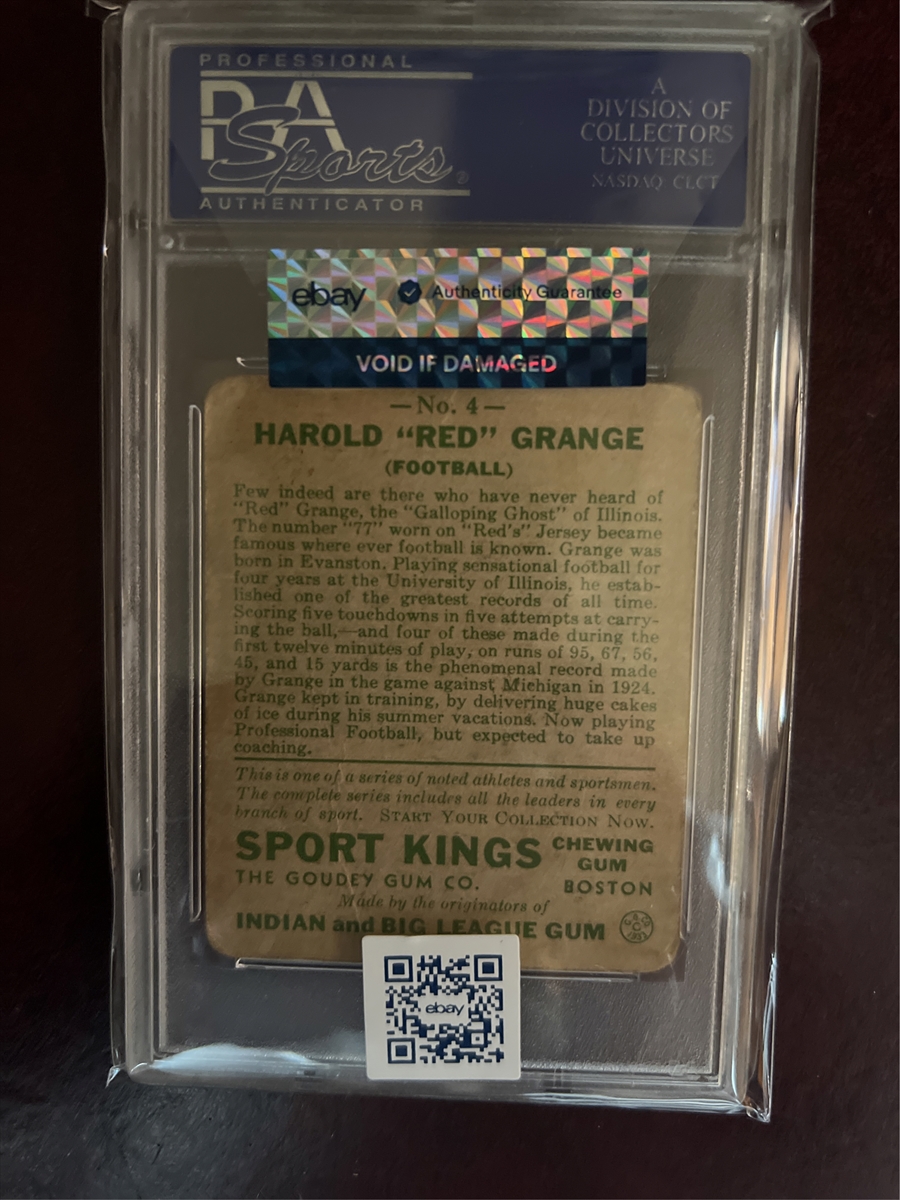 PROFESSIONAL
PSA
Sports
AUTHENTICATOR
A
DIVISION OF
COLLECTORS
UNIVERSE
NASDAQ CLCT
ebay Authenticity Guarantee
VOID IF DAMAGED
—No. 4—
HAROLD “RED” GRANGE
(FOOTBALL)
Few indeed are there who have never heard of
“Red” Grange, the “Galloping Ghost” of Illinois.
The number “77” worn on “Red’s” Jersey became
famous where ever football is known. Grange was
born in Evanston. Playing sensational football for
four years at the University of Illinois, he estab-
lished one of the greatest records of all time.
Scoring five touchdowns in five attempts at carry-
ing the ball,—and four of these made during the
first twelve minutes of play, on runs of 95, 67, 56,
45, and 15 yards is the phenomenal record made
by Grange in the game against Michigan in 1924.
Grange kept in training, by delivering huge cakes
of ice during his summer vacations. Now playing
Professional Football, but expected to take up
coaching.
This is one of a series of noted athletes and sportsmen.
The complete series includes all the leaders in every
branch of sport. START YOUR COLLECTION NOW.
SPORT KINGS CHEWING
GUM
THE GOUDEY GUM CO. BOSTON
Made by the originators of
INDIAN and BIG LEAGUE GUM
ebay